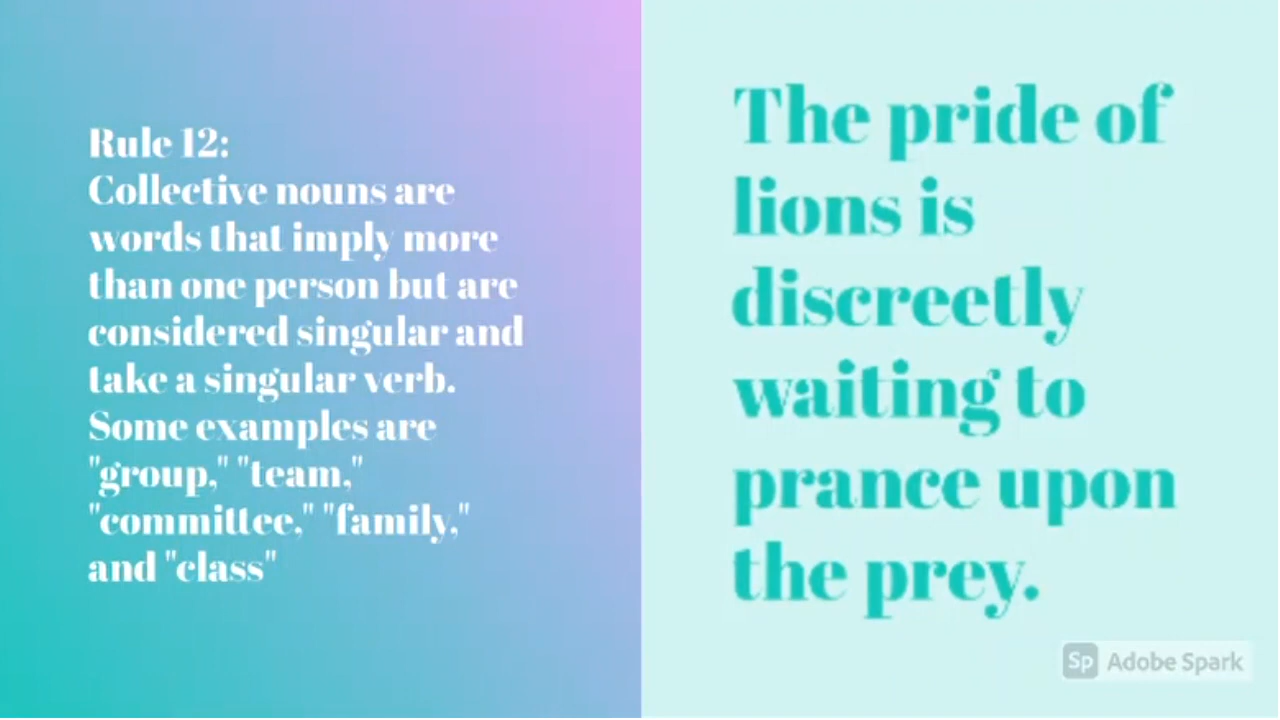 Rule 12:
Collective nouns are
words that imply more
than one person but are
considered singular and
take a singular verb.
Some examples are
"group," "team,"
"committee," "family,"
and "class"
The pride of
lions is
discreetly
waiting to
prance upon
the prey.
Sp Adobe Spark